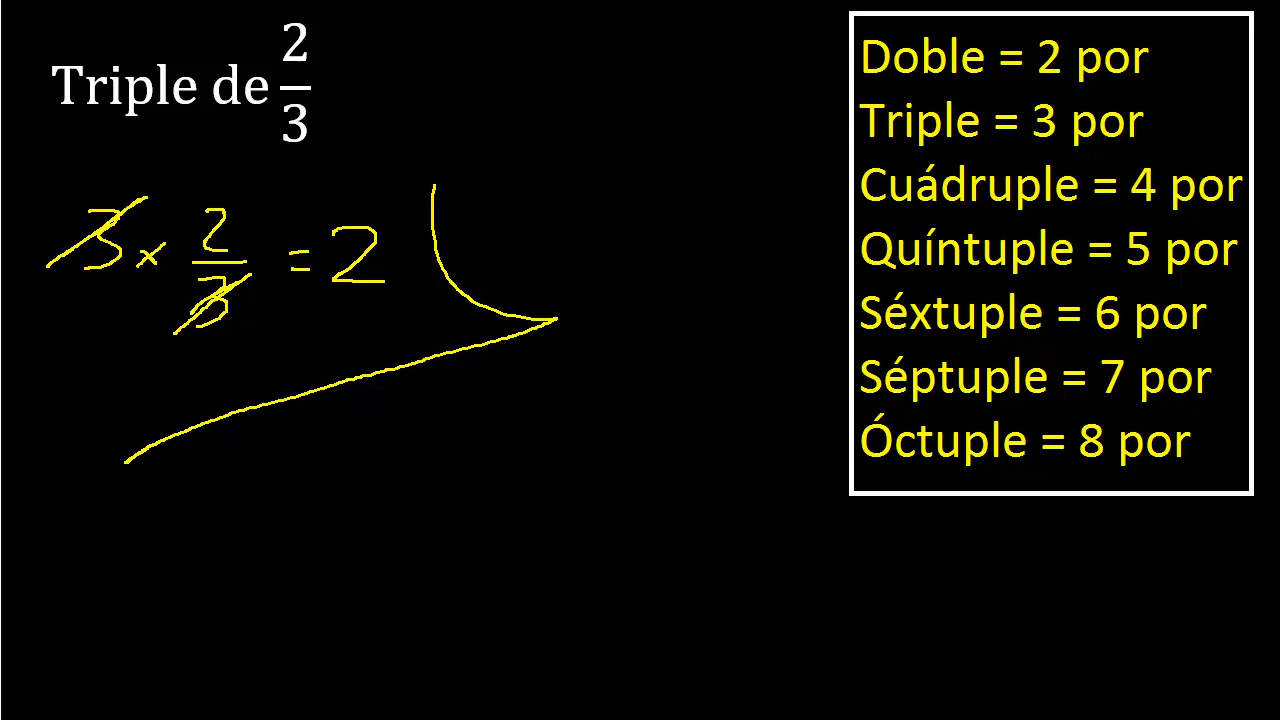 Triple de 2/3
3 × 2/3 = 2
Doble = 2 por
Triple = 3 por
Cuádruple = 4 por
Quíntuple = 5 por
Séxtuple = 6 por
Séptuple = 7 por
Óctuple = 8 por